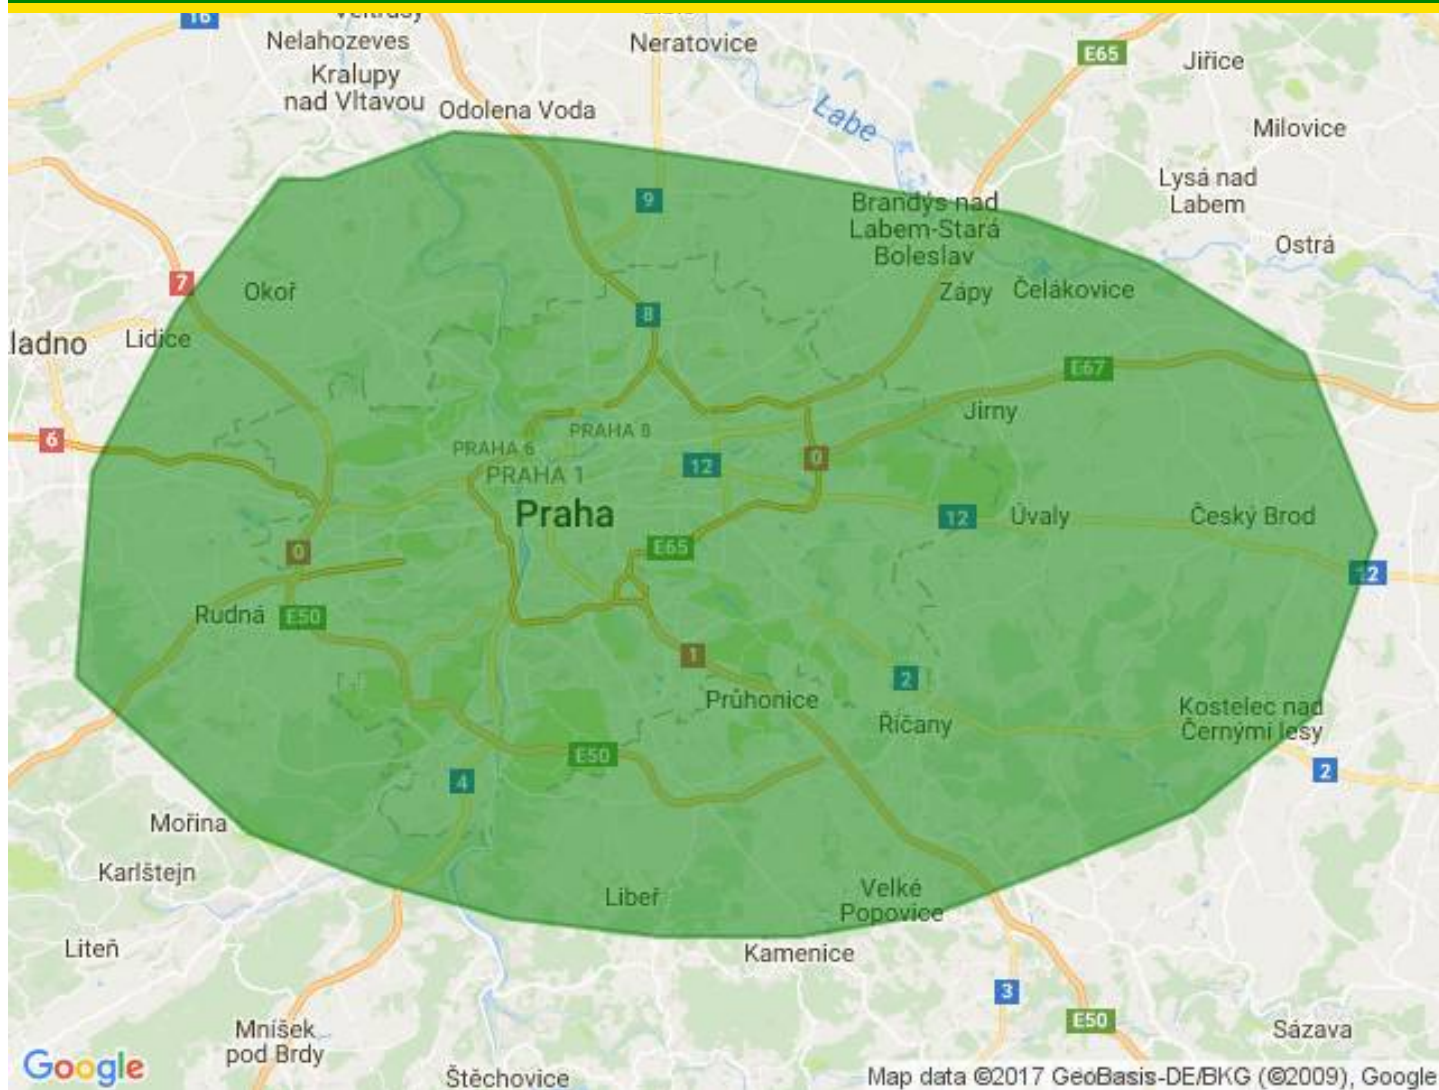 16
Nelahozeves
Neratovice
E65
Jiřice
Kralupy
nad Vltavou
Odolena Voda
Labe
Milovice
Lysá nad
Labem
9
Brandýs nad
Labem-Stará
Boleslav
Ostrá
7
Okoř
Zápy
Čelákovice
8
ladno
Lidice
E67
Jirny
6
PRAHA 6
PRAHA 8
PRAHA 1
12
0
Praha
12
Úvaly
Český Brod
0
E65
12
Rudná
E50
1
2
Průhonice
Říčany
Kostelec nad
Černými lesy
E50
4
2
Mořina
Karlštejn
Libeř
Velké
Popovice
Liteň
Kamenice
3
E50
Mníšek
pod Brdy
Sázava
Google
Štěchovice
Map data ©2017 GeoBasis-DE/BKG (©2009), Google